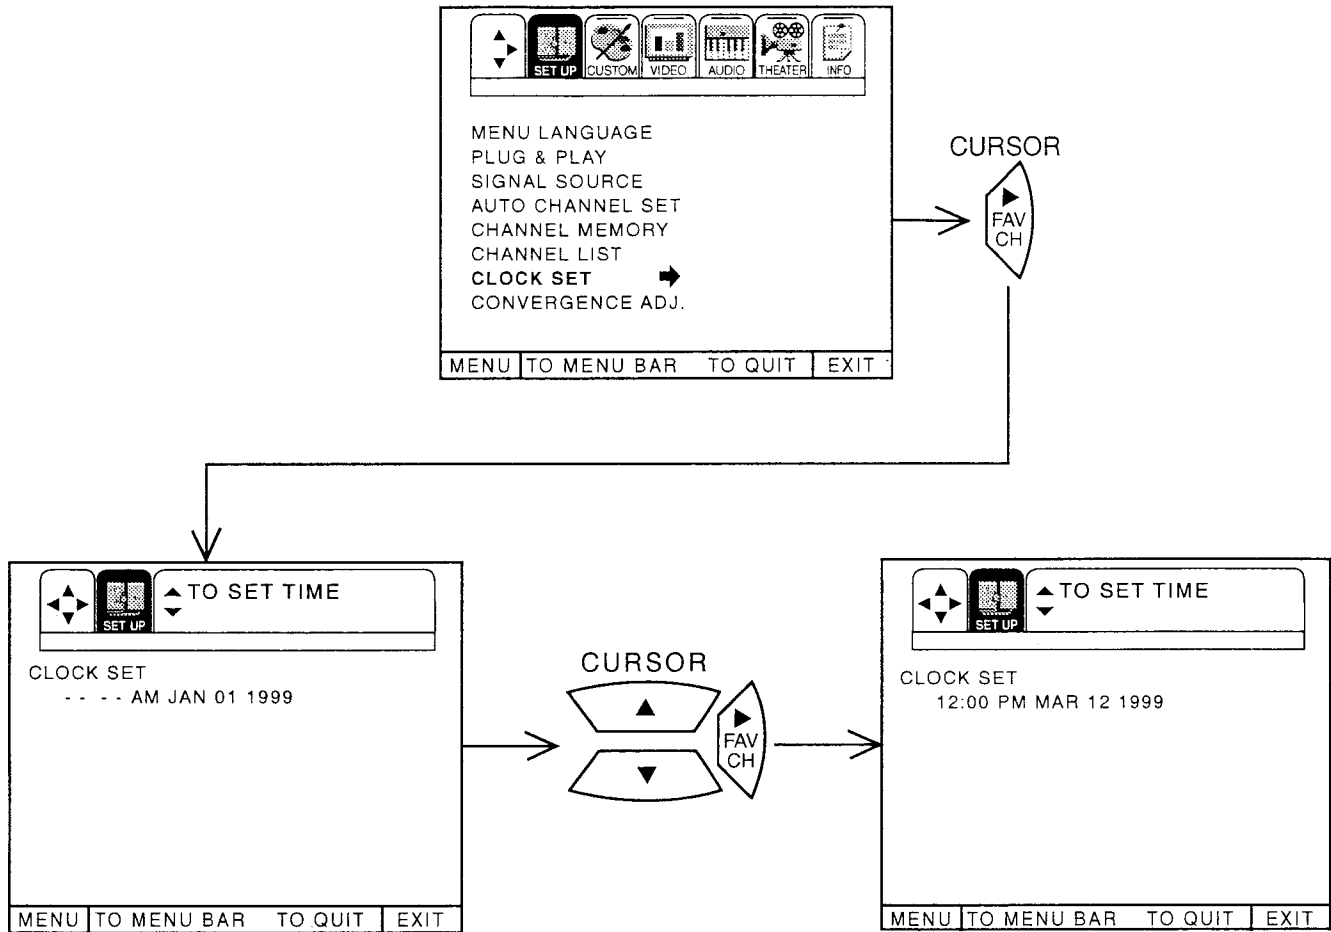 SET UP CUSTOM VIDEO AUDIO THEATER INFO
MENU LANGUAGE
PLUG & PLAY
SIGNAL SOURCE
AUTO CHANNEL SET
CHANNEL MEMORY
CHANNEL LIST
CLOCK SET
CONVERGENCE ADJ.
MENU TO MENU BAR TO QUIT EXIT
CURSOR
FAV
CH
TO SET TIME
SET UP
CLOCK SET
- - - - AM JAN 01 1999
MENU TO MENU BAR TO QUIT EXIT
CURSOR
FAV
CH
TO SET TIME
SET UP
CLOCK SET
12:00 PM MAR 12 1999
MENU TO MENU BAR TO QUIT EXIT